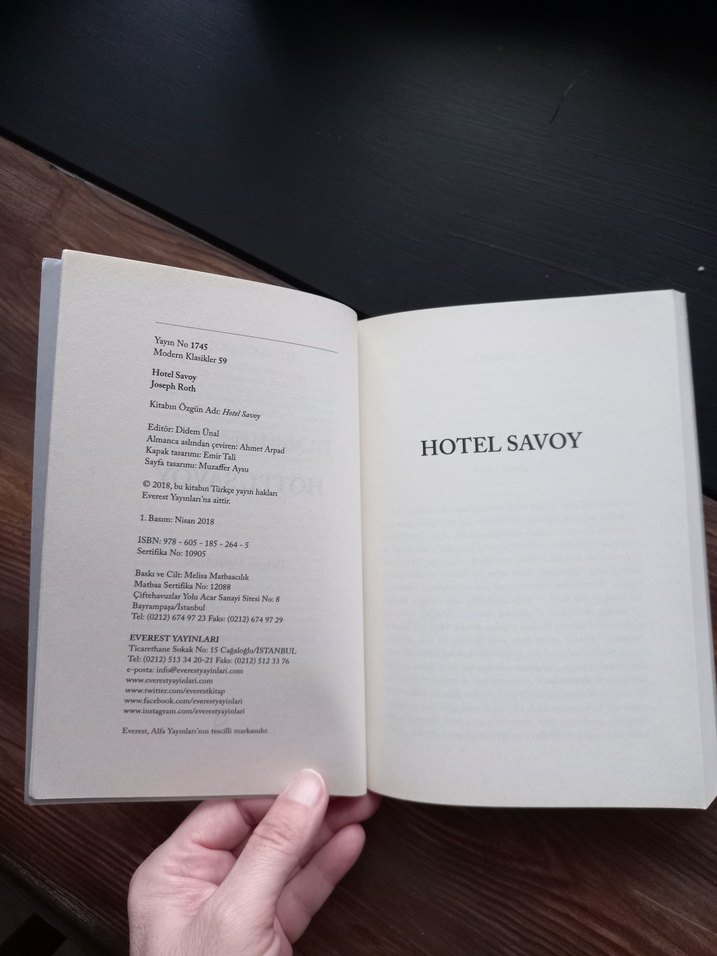 Yayın No 1745
Modern Klasikler 59
Hotel Savoy
Joseph Roth
Kitabın Özgün Adı: Hotel Savoy
Editör: Didem Ünal
Almanca aslından çeviren: Ahmet Arpad
Kapak tasarımı: Emir Tali
Sayfa tasarımı: Muzaffer Aysu
© 2018, bu kitabın Türkçe yayın hakları
Everest Yayınları'na aittir.
1. Basım: Nisan 2018
ISBN: 978 - 605 - 185 - 264 - 5
Sertifika No: 10905
Baskı ve Cilt: Melisa Matbaacılık
Matbaa Sertifika No: 12088
Çiftehavuzlar Yolu Acar Sanayi Sitesi No: 8
Bayrampaşa/İstanbul
Tel: (0212) 674 97 23 Faks: (0212) 674 97 29
EVEREST YAYINLARI
Ticarethane Sokak No: 15 Cağaloğlu/İSTANBUL
Tel: (0212) 513 34 20-21 Faks: (0212) 512 33 76
e-posta: info@everestyayinlari.com
www.everestyayinlari.com
www.twitter.com/everestkitap
www.facebook.com/everestyayinlari
www.instagram.com/everestyayinlari
Everest, Alfa Yayınları'nın tescilli markasıdır.
HOTEL SAVOY